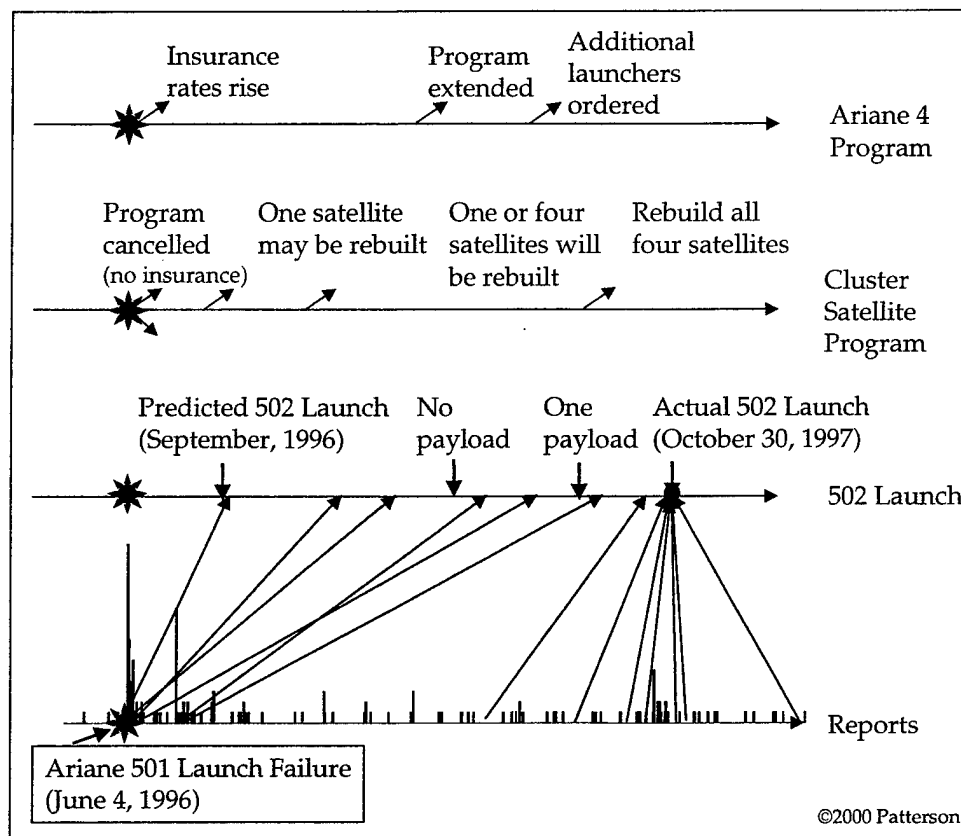 Insurance
rates rise
Program
extended
Additional
launchers
ordered
Ariane 4
Program
Program
cancelled
(no insurance)
One satellite
may be rebuilt
One or four
satellites will
be rebuilt
Rebuild all
four satellites
Cluster
Satellite
Program
Predicted 502 Launch
(September, 1996)
No
payload
One
payload
Actual 502 Launch
(October 30, 1997)
502 Launch
Reports
Ariane 501 Launch Failure
(June 4, 1996)
©2000 Patterson